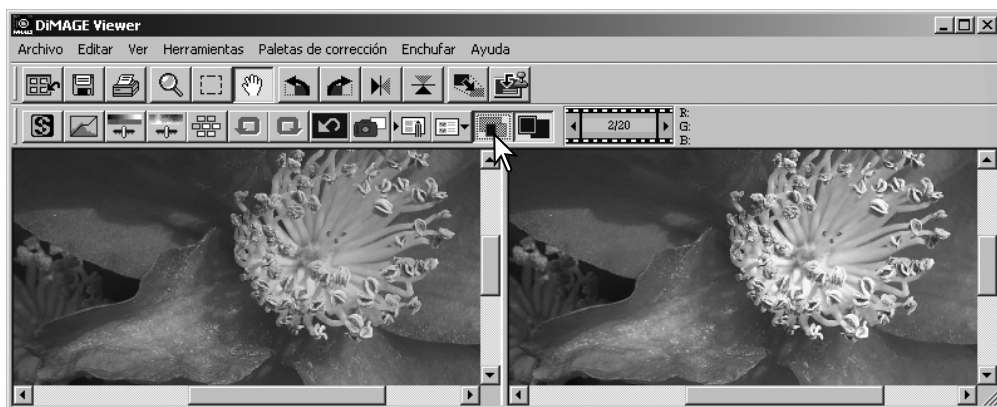 DiMAGE Viewer
Archivo Editar Ver Herramientas Paletas de corrección Enchufar Ayuda
2/20
R:
G:
B: